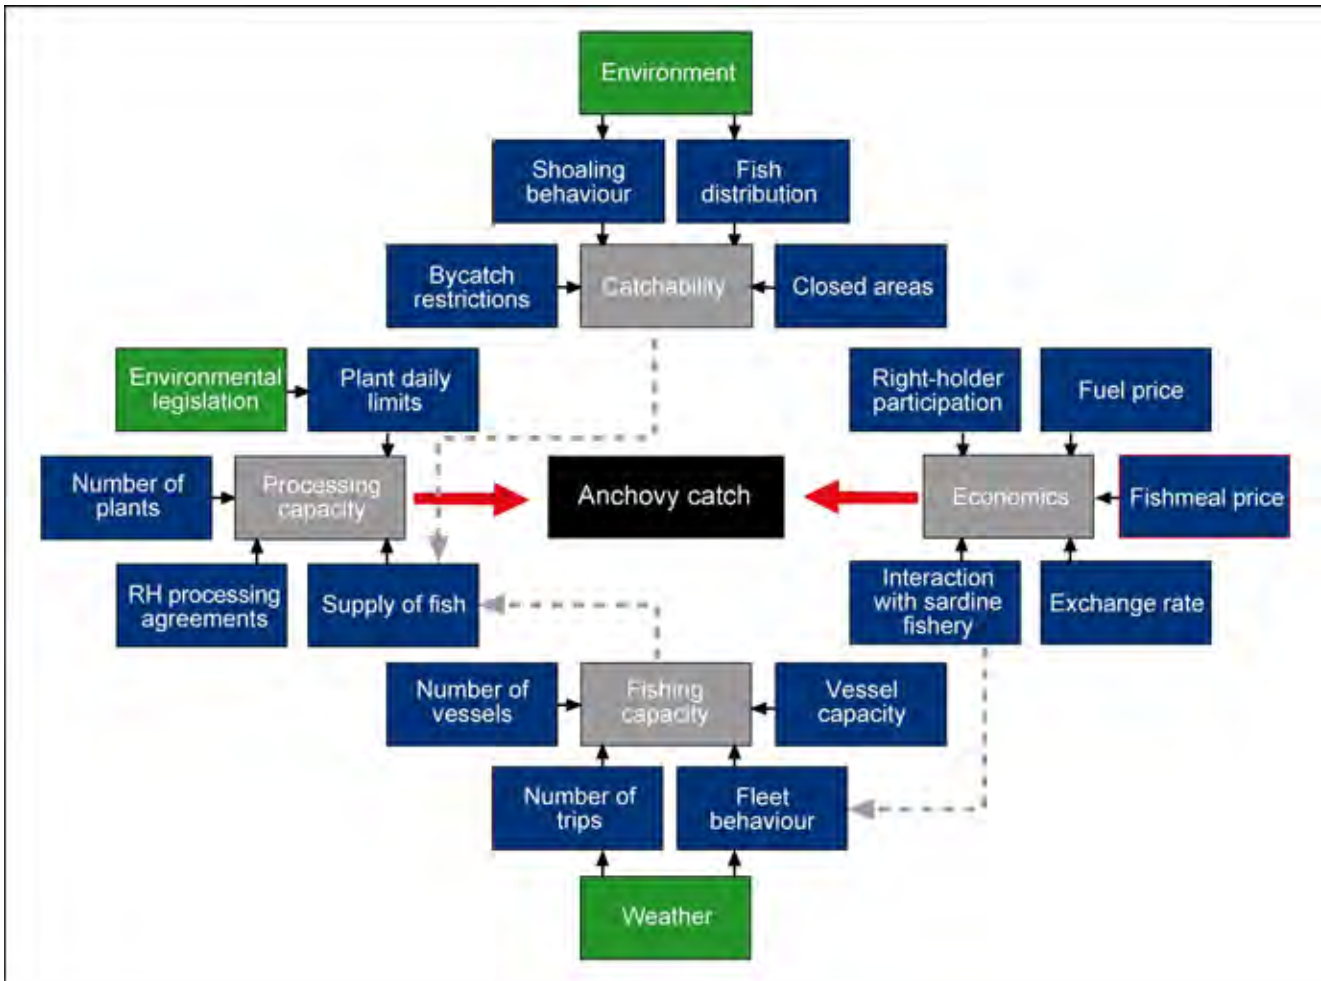 Environment
Shoaling
behaviour
Fish
distribution
Bycatch
restrictions
Catchability
Closed areas
Environmental
legislation
Plant daily
limits
Right-holder
participation
Fuel price
Number of
plants
Processing
capacity
Anchovy catch
Economics
Fishmeal price
RH processing
agreements
Supply of fish
Interaction
with sardine
fishery
Exchange rate
Number of
vessels
Fishing
capacity
Vessel
capacity
Number of
trips
Fleet
behaviour
Weather